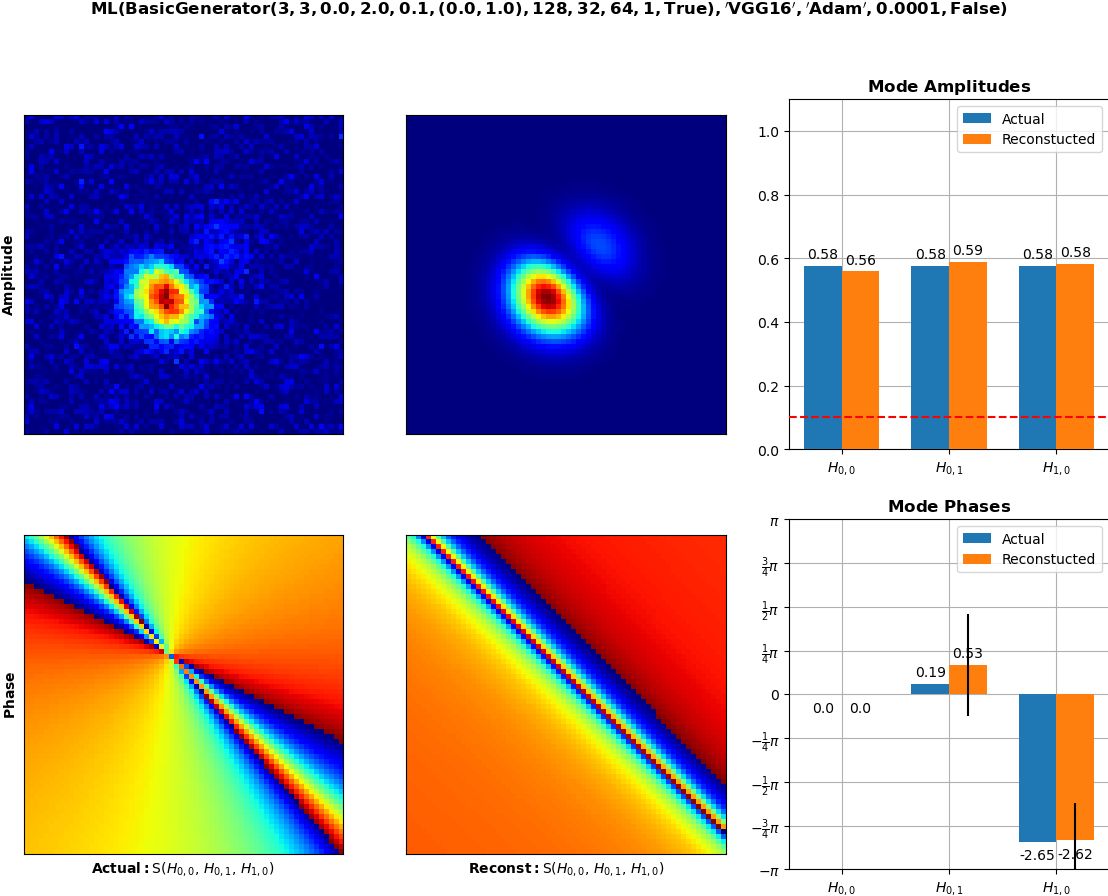 ML(BasicGenerator(3, 3, 0.0, 2.0, 0.1, (0.0, 1.0), 128, 32, 64, 1, True), ′VGG16′, ′Adam′, 0.0001, False)
Amplitude
Mode Amplitudes
Actual
Reconstucted
1.0
0.8
0.6
0.4
0.2
0.0
0.58
0.56
0.58
0.59
0.58
0.58
H0,0
H0,1
H1,0
Phase
Actual: S(H0,0, H0,1, H1,0)
Reconst: S(H0,0, H0,1, H1,0)
Mode Phases
Actual
Reconstucted
π
3/4π
1/2π
1/4π
0
−1/4π
−1/2π
−3/4π
−π
0.0
0.0
0.19
0.53
-2.65
-2.62
H0,0
H0,1
H1,0